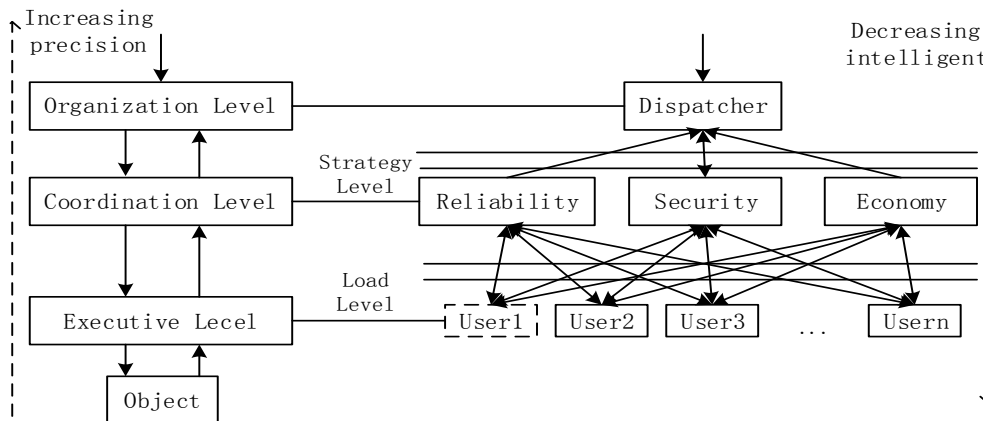 Increasing
precision
Decreasing
intelligent
Organization Level
Dispatcher
Strategy
Level
Coordination Level
Reliability
Security
Economy
Load
Level
Executive Lecel
User1
User2
User3
...
Usern
Object